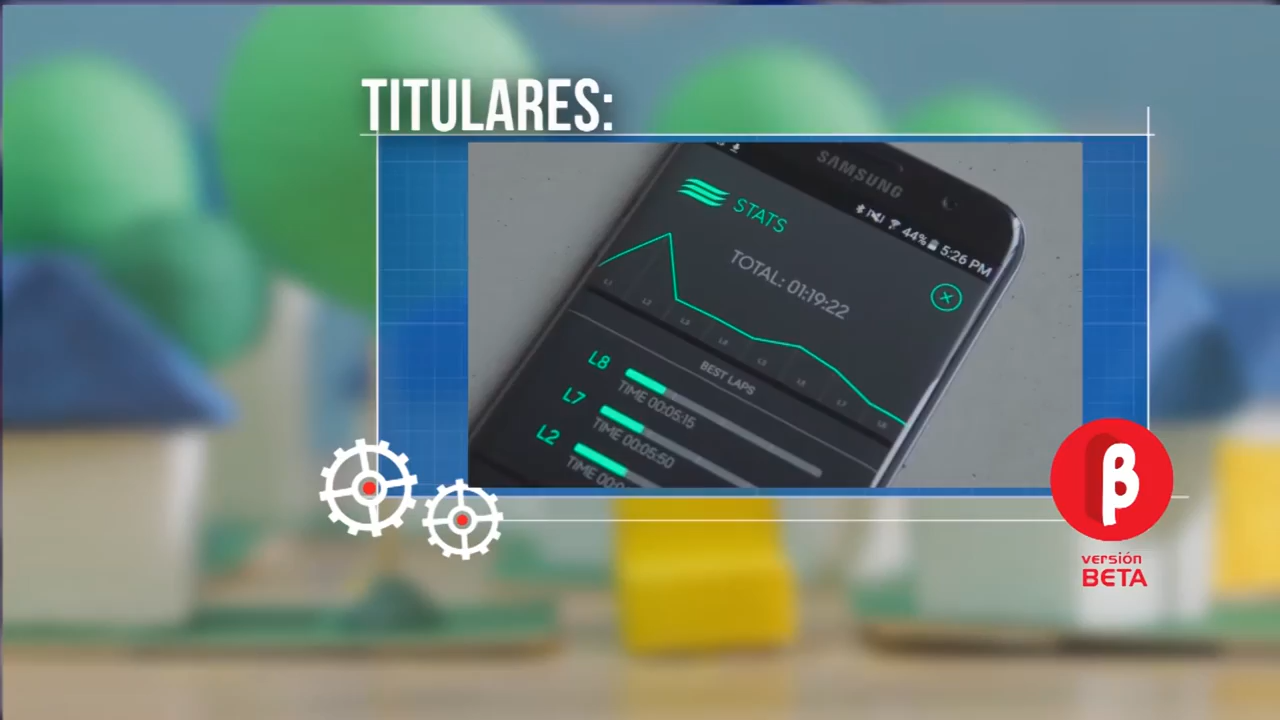 TITULARES:
SAMSUNG
44% 5:26 PM
STATS
TOTAL: 01:19:22
BEST LAPS
L8
TIME 00:05:15
L7
TIME 00:05:50
L2
β
versión
BETA